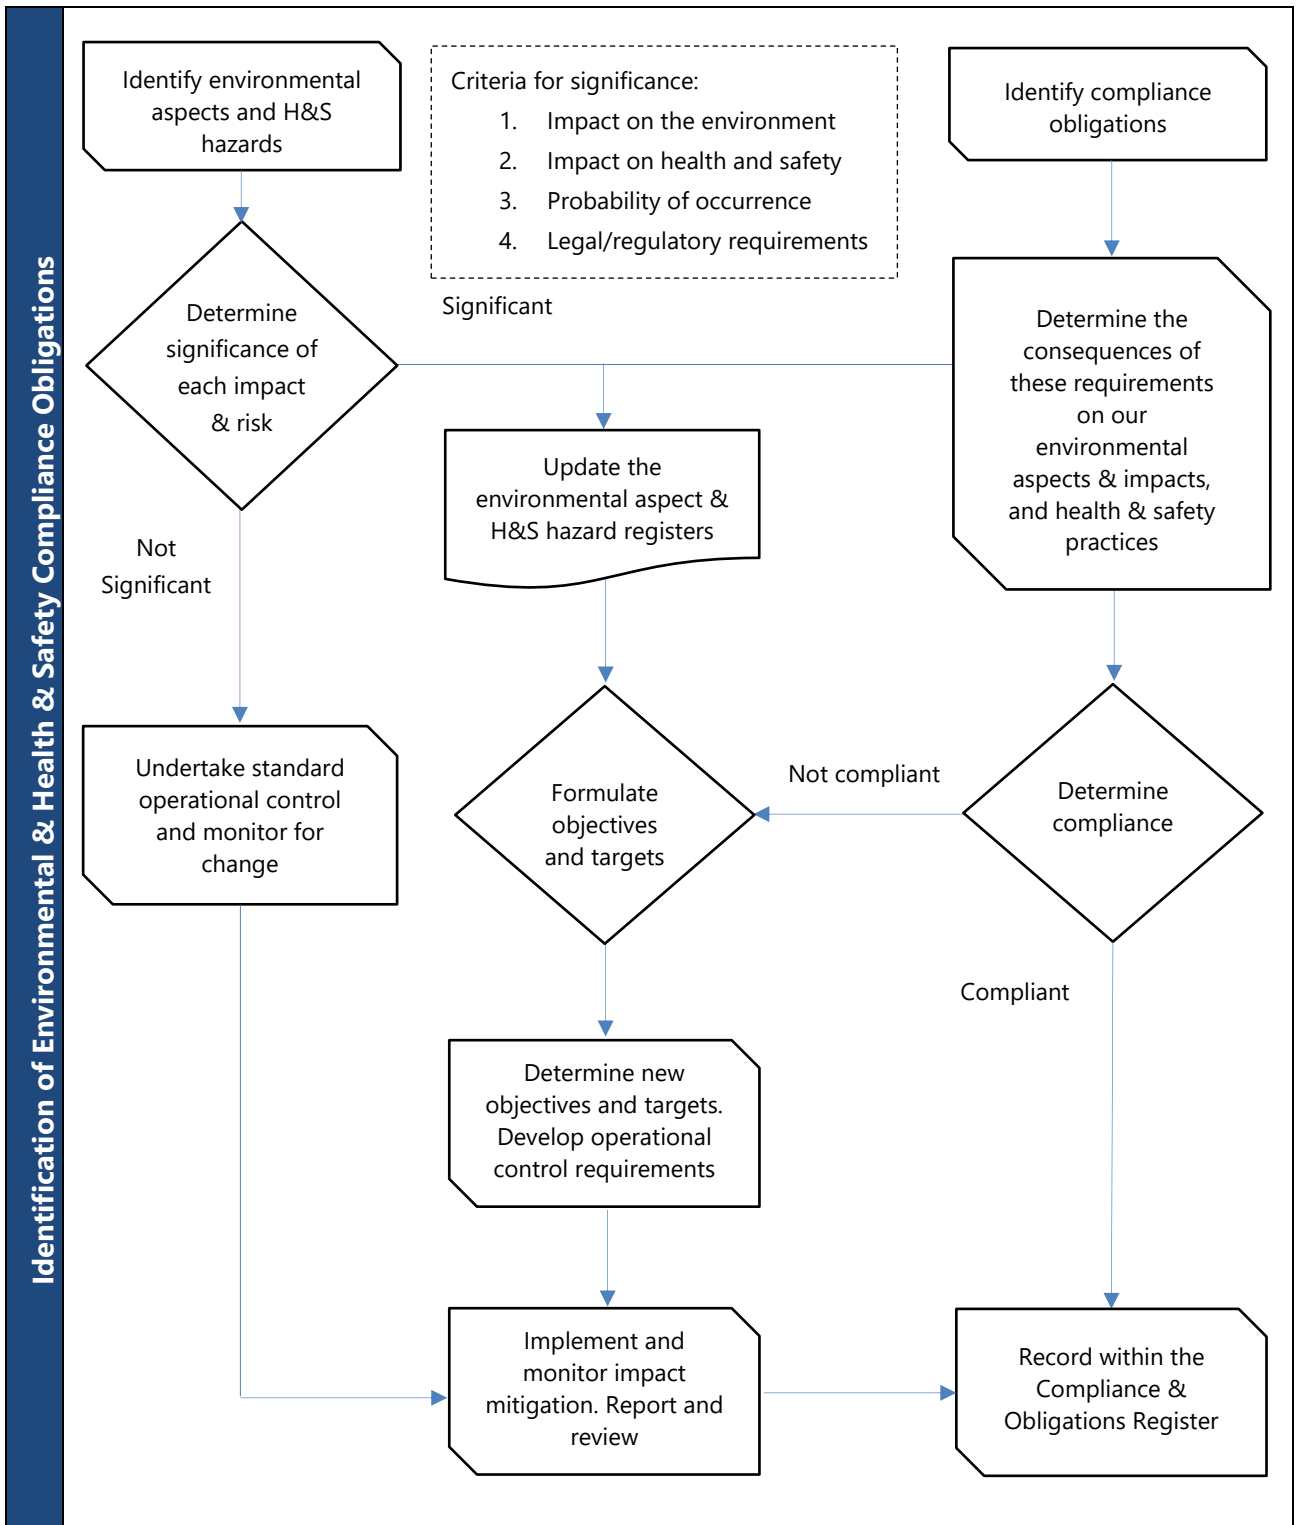 Identification of Environmental & Health & Safety Compliance Obligations
Identify environmental
aspects and H&S
hazards
Criteria for significance:
1. Impact on the environment
2. Impact on health and safety
3. Probability of occurrence
4. Legal/regulatory requirements
Identify compliance
obligations
Determine
significance of
each impact
& risk
Significant
Determine the
consequences of
these requirements
on our
environmental
aspects & impacts,
and health & safety
practices
Update the
environmental aspect &
H&S hazard registers
Not
Significant
Undertake standard
operational control
and monitor for
change
Formulate
objectives
and targets
Not compliant
Determine
compliance
Compliant
Determine new
objectives and targets.
Develop operational
control requirements
Implement and
monitor impact
mitigation. Report and
review
Record within the
Compliance &
Obligations Register